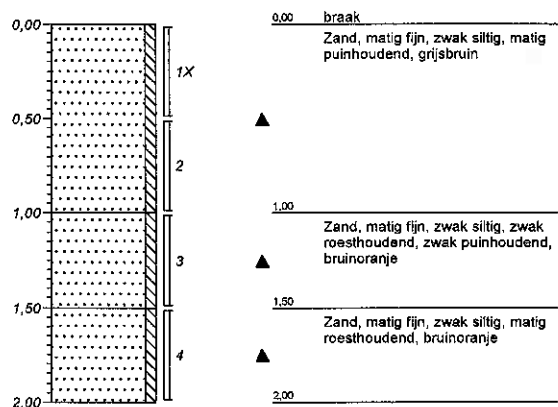 0,00
1X
0,50
2
1,00
3
1,50
4
2,00
0,00 braak
Zand, matig fijn, zwak siltig, matig
puinhoudend, grijsbruin
1,00
Zand, matig fijn, zwak siltig, zwak
roesthoudend, zwak puinhoudend,
bruinoranje
1,50
Zand, matig fijn, zwak siltig, matig
roesthoudend, bruinoranje
2,00